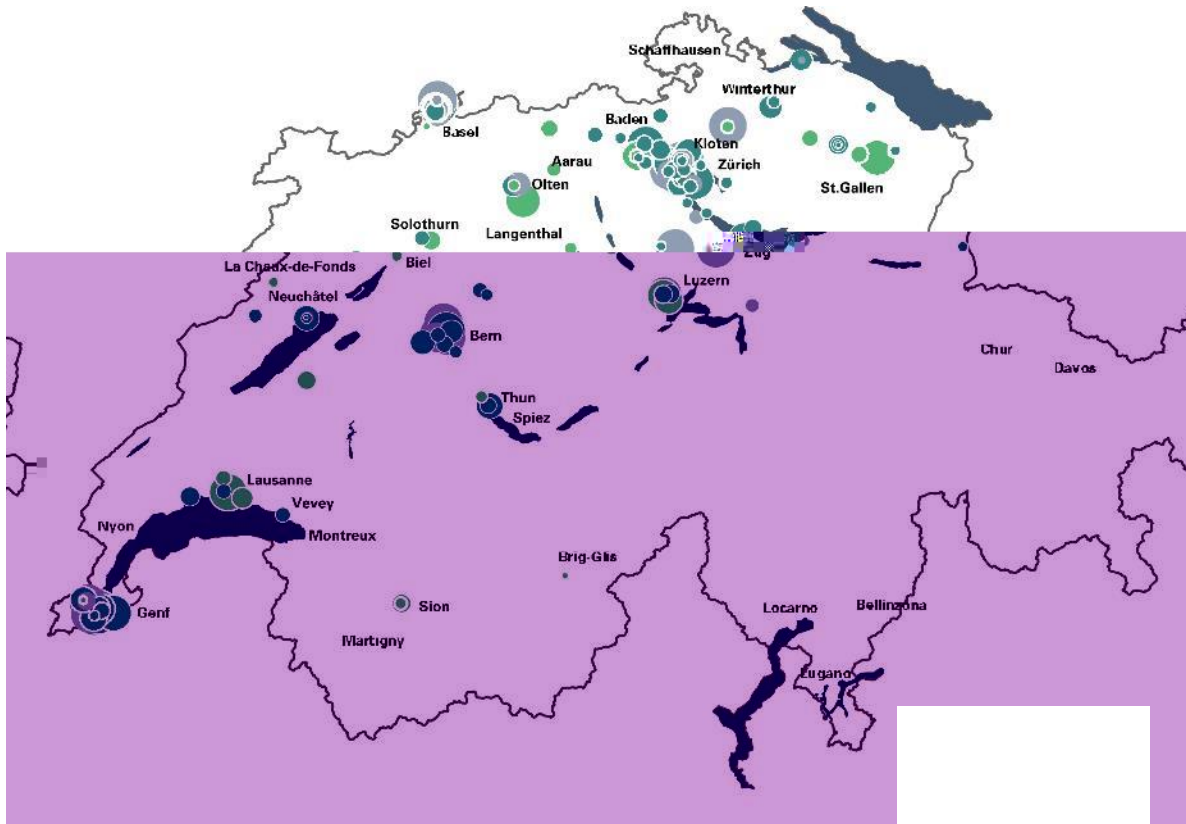 Schaffhausen
Winterthur
Basel
Baden
Kloten
Aarau
Zürich
Olten
St.Gallen
Solothurn
Langenthal
Zug
Biel
La Chaux-de-Fonds
Luzern
Neuchâtel
Bern
Chur
Davos
Thun
Spiez
Lausanne
Vevey
Nyon
Montreux
Brig-Glis
Genf
Sion
Locarno
Bellinzona
Martigny
Lugano